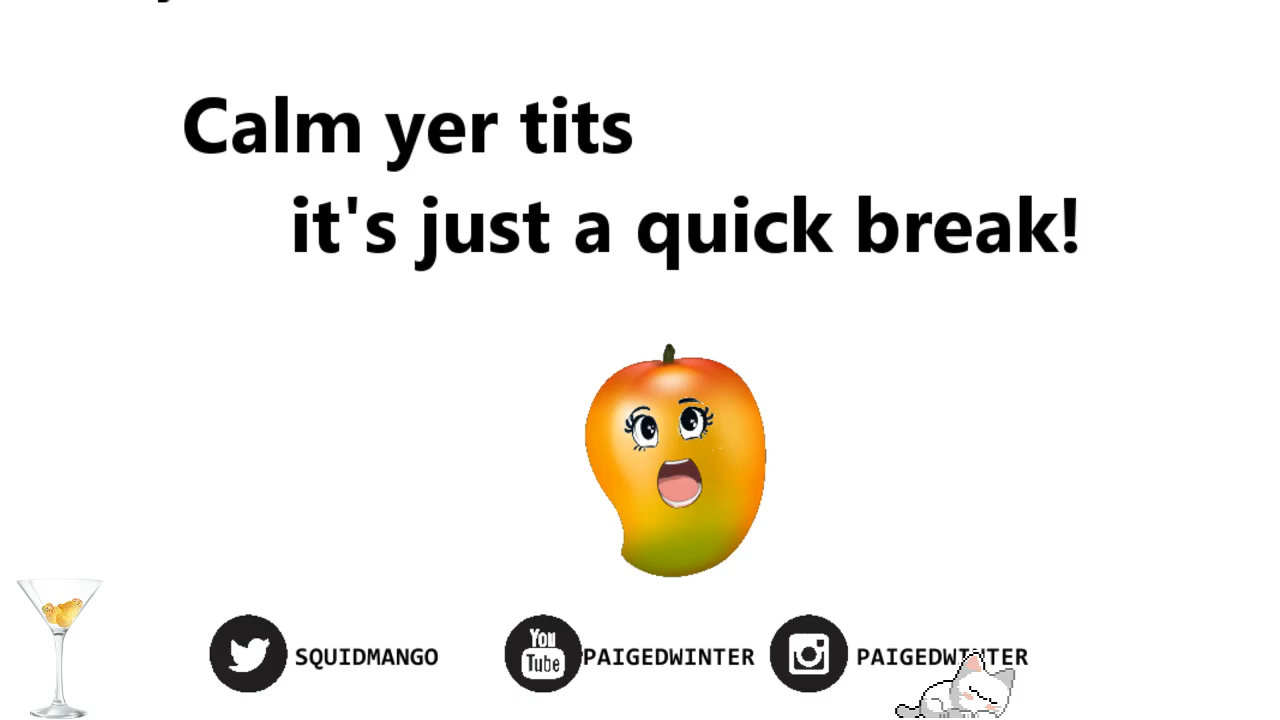 Calm yer tits
it's just a quick break!
SQUIDMANGO
You Tube PAIGEDWINTER
PAIGEDWINTER